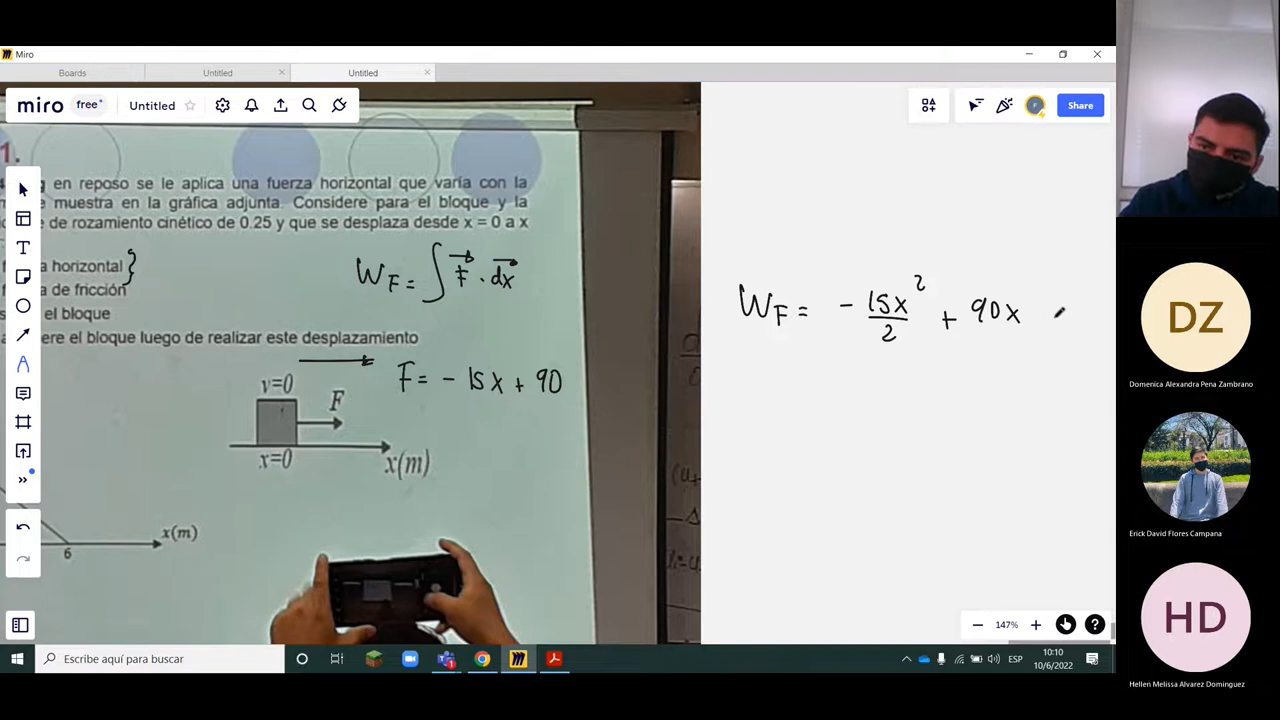 Miro
Boards
Untitled
Untitled
miro free
Untitled
Share
1.
en reposo se le aplica una fuerza horizontal que varía con la
muestra en la gráfica adjunta. Considere para el bloque y la
de rozamiento cinético de 0.25 y que se desplaza desde x = 0 a x
horizontal
de fricción
el bloque
ere el bloque luego de realizar este desplazamiento
W_F = ∫ F⃗ · dx⃗
F = - 15x + 90
v=0
F
x=0
x(m)
x(m)
6
W_F = - 15x²/2 + 90x
147%
DZ
Domenica Alexandra Pena Zambrano
Erick David Flores Campana
HD
Hellen Melissa Alvarez Dominguez
Escribe aquí para buscar
ESP
10:10
10/6/2022